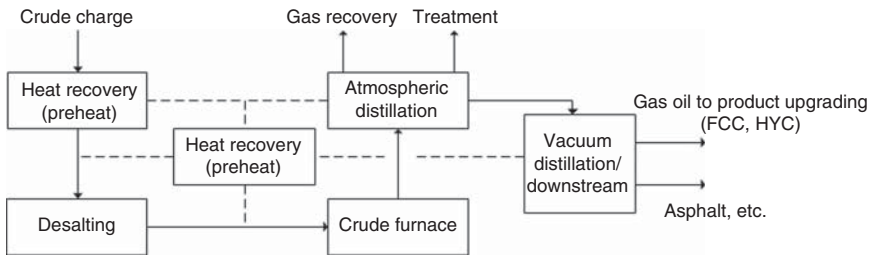 Crude charge
Gas recovery
Treatment
Heat recovery
(preheat)
Atmospheric
distillation
Gas oil to product upgrading
(FCC, HYC)
Heat recovery
(preheat)
Vacuum
distillation/
downstream
Desalting
Crude furnace
Asphalt, etc.